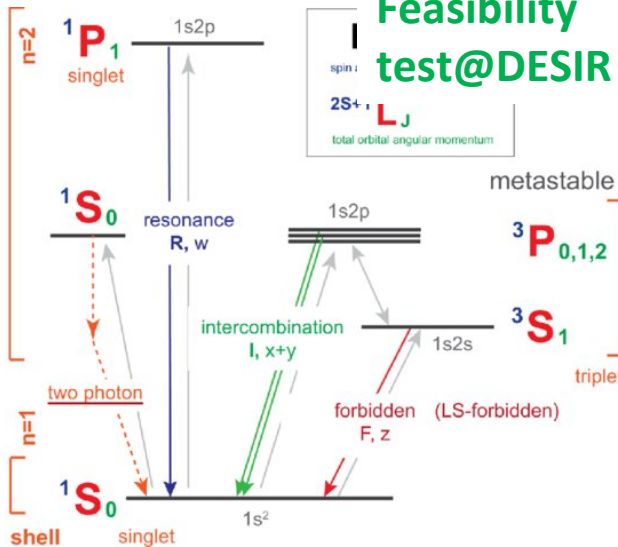 Feasibility
test@DESIR
n=2
¹P₁
singlet
1s2p
spin
2S+1 L J
total orbital angular momentum
metastable
¹S₀
resonance
R, w
1s2p
³P₀,₁,₂
intercombination
I, x+y
³S₁
1s2s
triplet
two photon
forbidden (LS-forbidden)
F, z
n=1
¹S₀
1s²
shell singlet